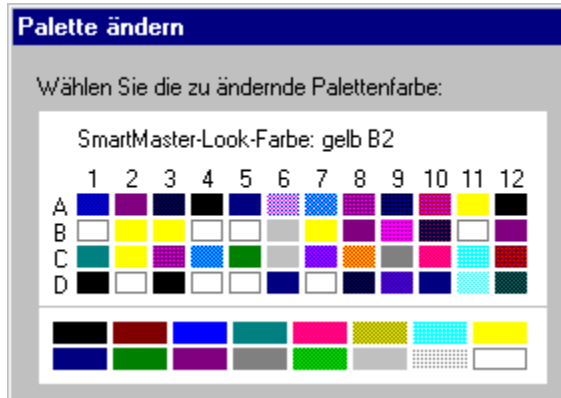 Palette ändern
Wählen Sie die zu ändernde Palettenfarbe:
SmartMaster-Look-Farbe: gelb B2
1 2 3 4 5 6 7 8 9 10 11 12
A
B
C
D